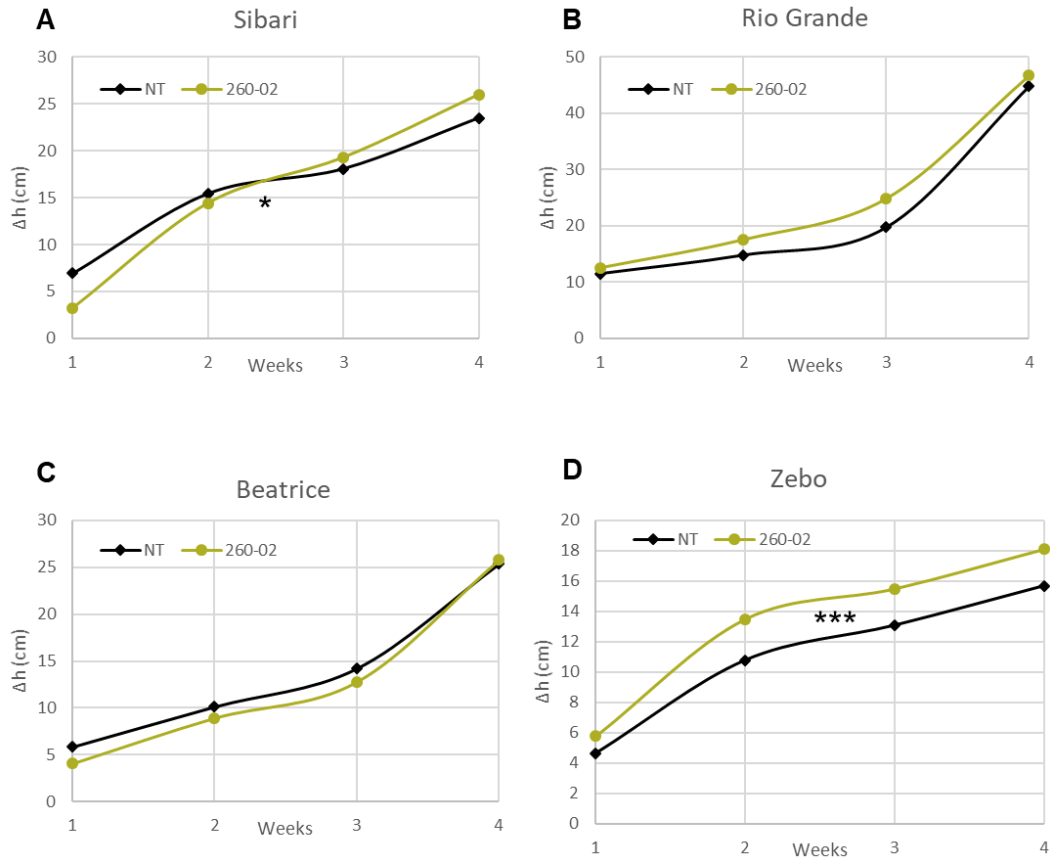 A
Sibari
30
25
20
15
10
5
0
Δh (cm)
NT 260-02
*
1 2 3 4
Weeks
B
Rio Grande
50
40
30
20
10
0
Δh (cm)
NT 260-02
1 2 3 4
Weeks
C
Beatrice
30
25
20
15
10
5
0
Δh (cm)
NT 260-02
1 2 3 4
Weeks
D
Zebo
20
18
16
14
12
10
8
6
4
2
0
Δh (cm)
NT 260-02
***
1 2 3 4
Weeks